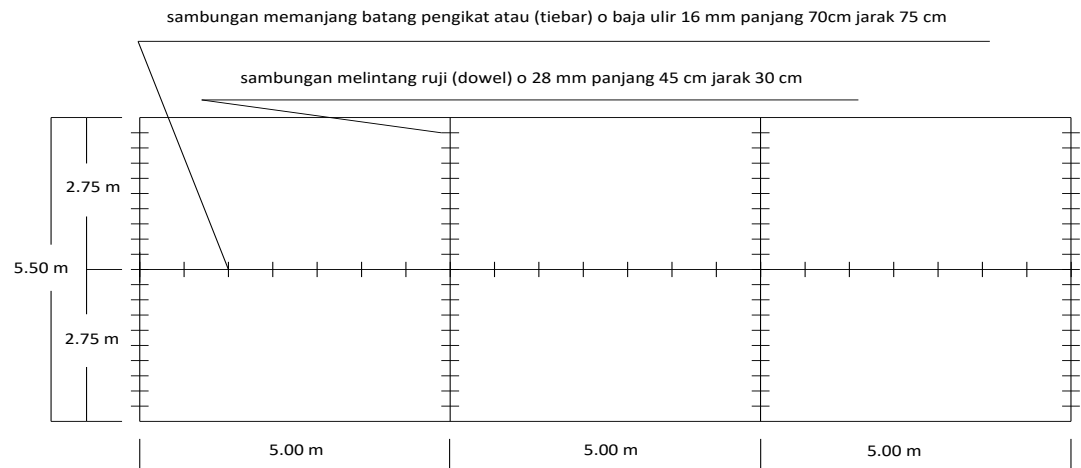 sambungan memanjang batang pengikat atau (tiebar) o baja ulir 16 mm panjang 70cm jarak 75 cm
sambungan melintang ruji (dowel) o 28 mm panjang 45 cm jarak 30 cm
2.75 m
5.50 m
2.75 m
5.00 m
5.00 m
5.00 m